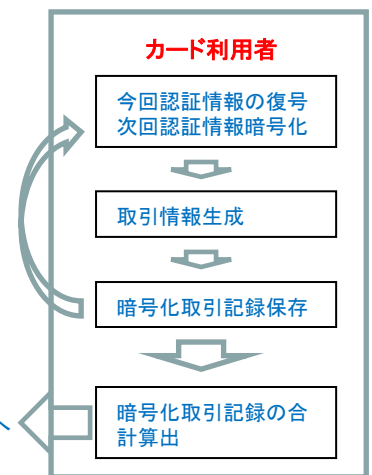 カード利用者
今回認証情報の復号
次回認証情報暗号化
取引情報生成
暗号化取引記録保存
暗号化取引記録の合
計算出
へ